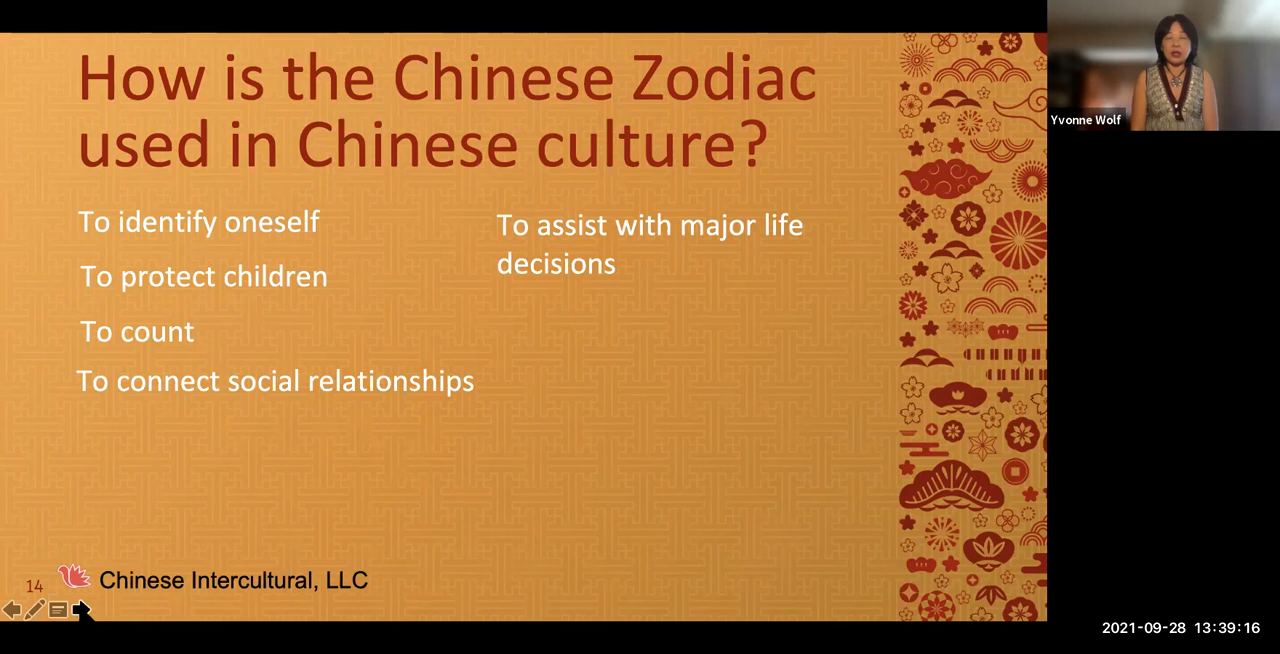 How is the Chinese Zodiac
used in Chinese culture?
To identify oneself
To protect children
To count
To connect social relationships
To assist with major life
decisions
14
Chinese Intercultural, LLC
Yvonne Wolf
2021-09-28 13:39:16